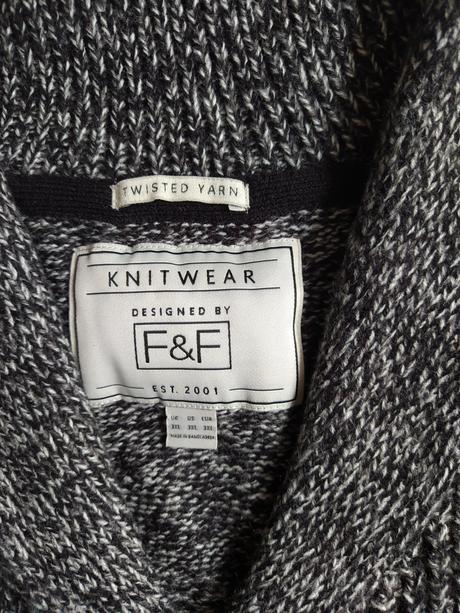 TWISTED YARN
KNITWEAR
DESIGNED BY
F&F
EST. 2001
UK US EUR
3XL 3XL 3XL
MADE IN BANGLADESH